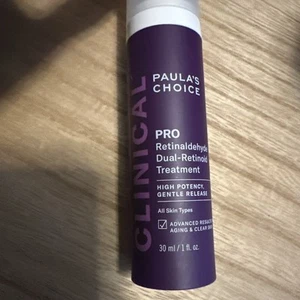 CLINICAL
PAULA'S
CHOICE
PRO
Retinaldehyde
Dual-Retinoid
Treatment
HIGH POTENCY,
GENTLE RELEASE
All Skin Types
ADVANCED
AGING & CLEAR
30 ml / 1 fl. oz.